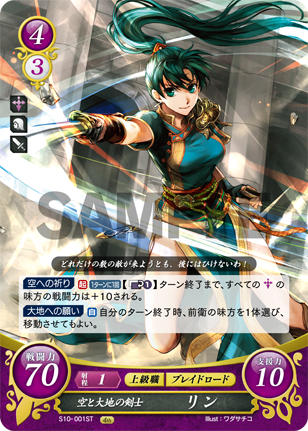 4
3
SAMPLE
どれだけの数の敵が来ようとも、後にはひけないわ!
空への祈り 起 1ターンに1回 【1】ターン終了まで、すべての
味方の戦闘力は+10される。
大地への願い 自 自分のターン終了時、前衛の味方を1体選び、
移動させてもよい。
戦闘力 70
射程 1 上級職 ブレイドロード
支援力 10
空と大地の剣士 リン
S10-001ST Illust:ワダサチコ